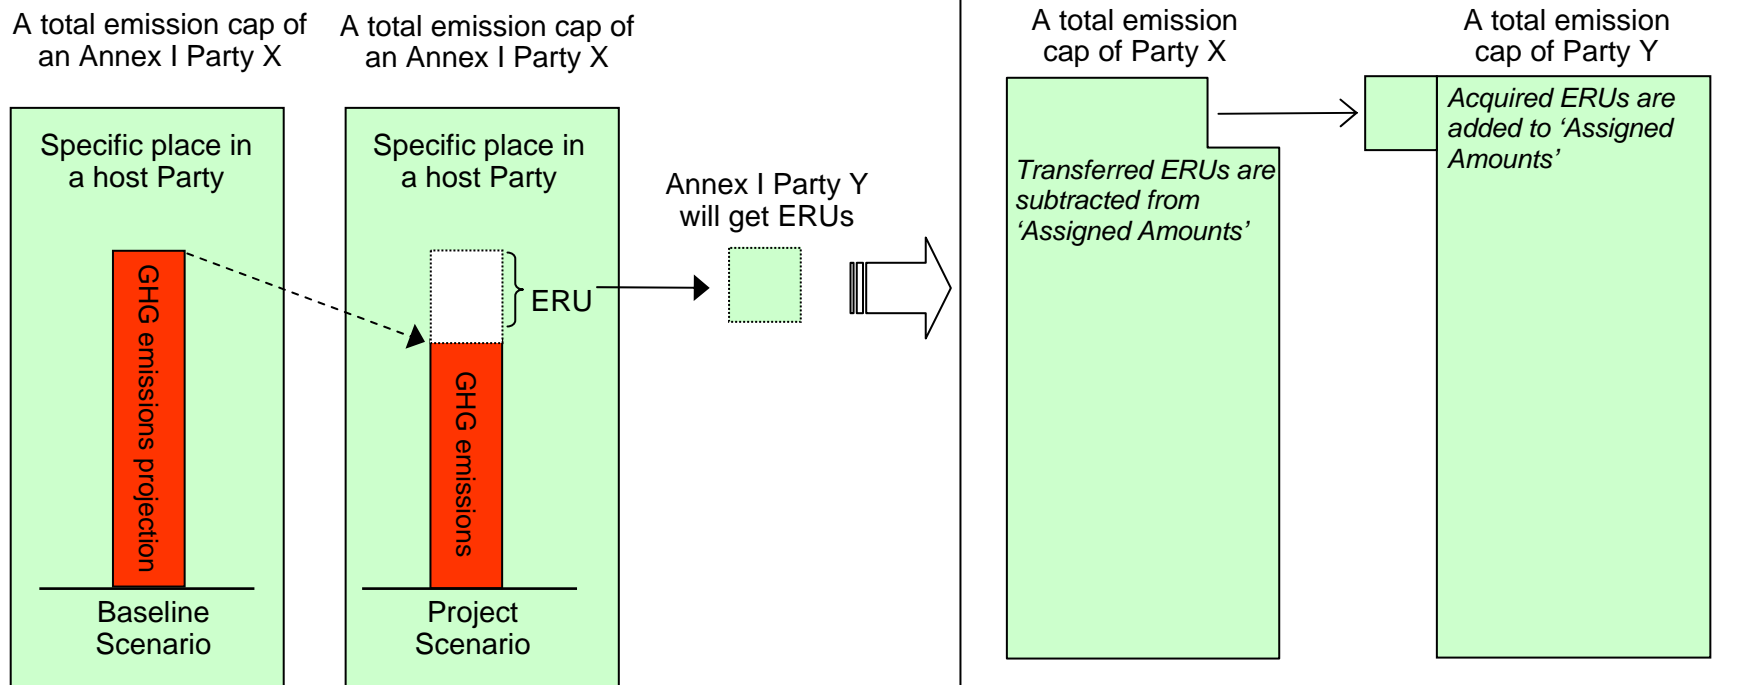 A total emission cap of
an Annex I Party X
Specific place in
a host Party
GHG emissions projection
Baseline
Scenario
A total emission cap of
an Annex I Party X
Specific place in
a host Party
ERU
GHG emissions
Project
Scenario
Annex I Party Y
will get ERUs
A total emission
cap of Party X
Transferred ERUs are
subtracted from
‘Assigned Amounts’
A total emission
cap of Party Y
Acquired ERUs are
added to ‘Assigned
Amounts’